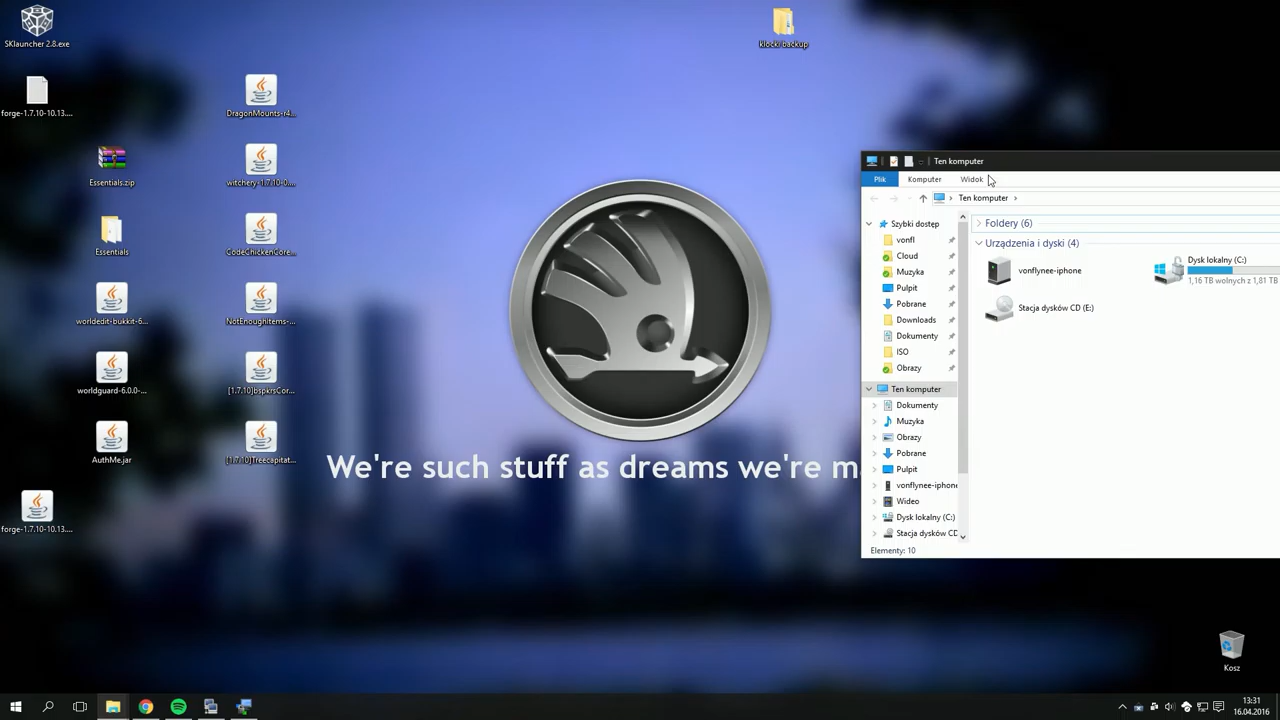 SKlauncher 2.8.exe
klocki backup
forge-1.7.10-10.13....
DragonMounts-r4...
Essentials.zip
witchery-1.7.10-0....
Essentials
CodeChickenCore...
worldedit-bukkit-6...
NotEnoughItems-...
worldguard-6.0.0-...
[1.7.10]bspkrsCor...
AuthMe.jar
[1.7.10]Treecapitat...
forge-1.7.10-10.13....
We're such stuff as dreams we're m
Ten komputer
Plik
Komputer
Widok
Ten komputer
Szybki dostęp
vonfl
Cloud
Muzyka
Pulpit
Pobrane
Downloads
Dokumenty
ISO
Obrazy
Ten komputer
Dokumenty
Muzyka
Obrazy
Pobrane
Pulpit
vonflynee-iphone
Wideo
Dysk lokalny (C:)
Stacja dysków CD
Foldery (6)
Urządzenia i dyski (4)
vonflynee-iphone
Dysk lokalny (C:)
1,16 TB wolnych z 1,81 TB
Stacja dysków CD (E:)
Elementy: 10
Kosz
13:31
16.04.2016